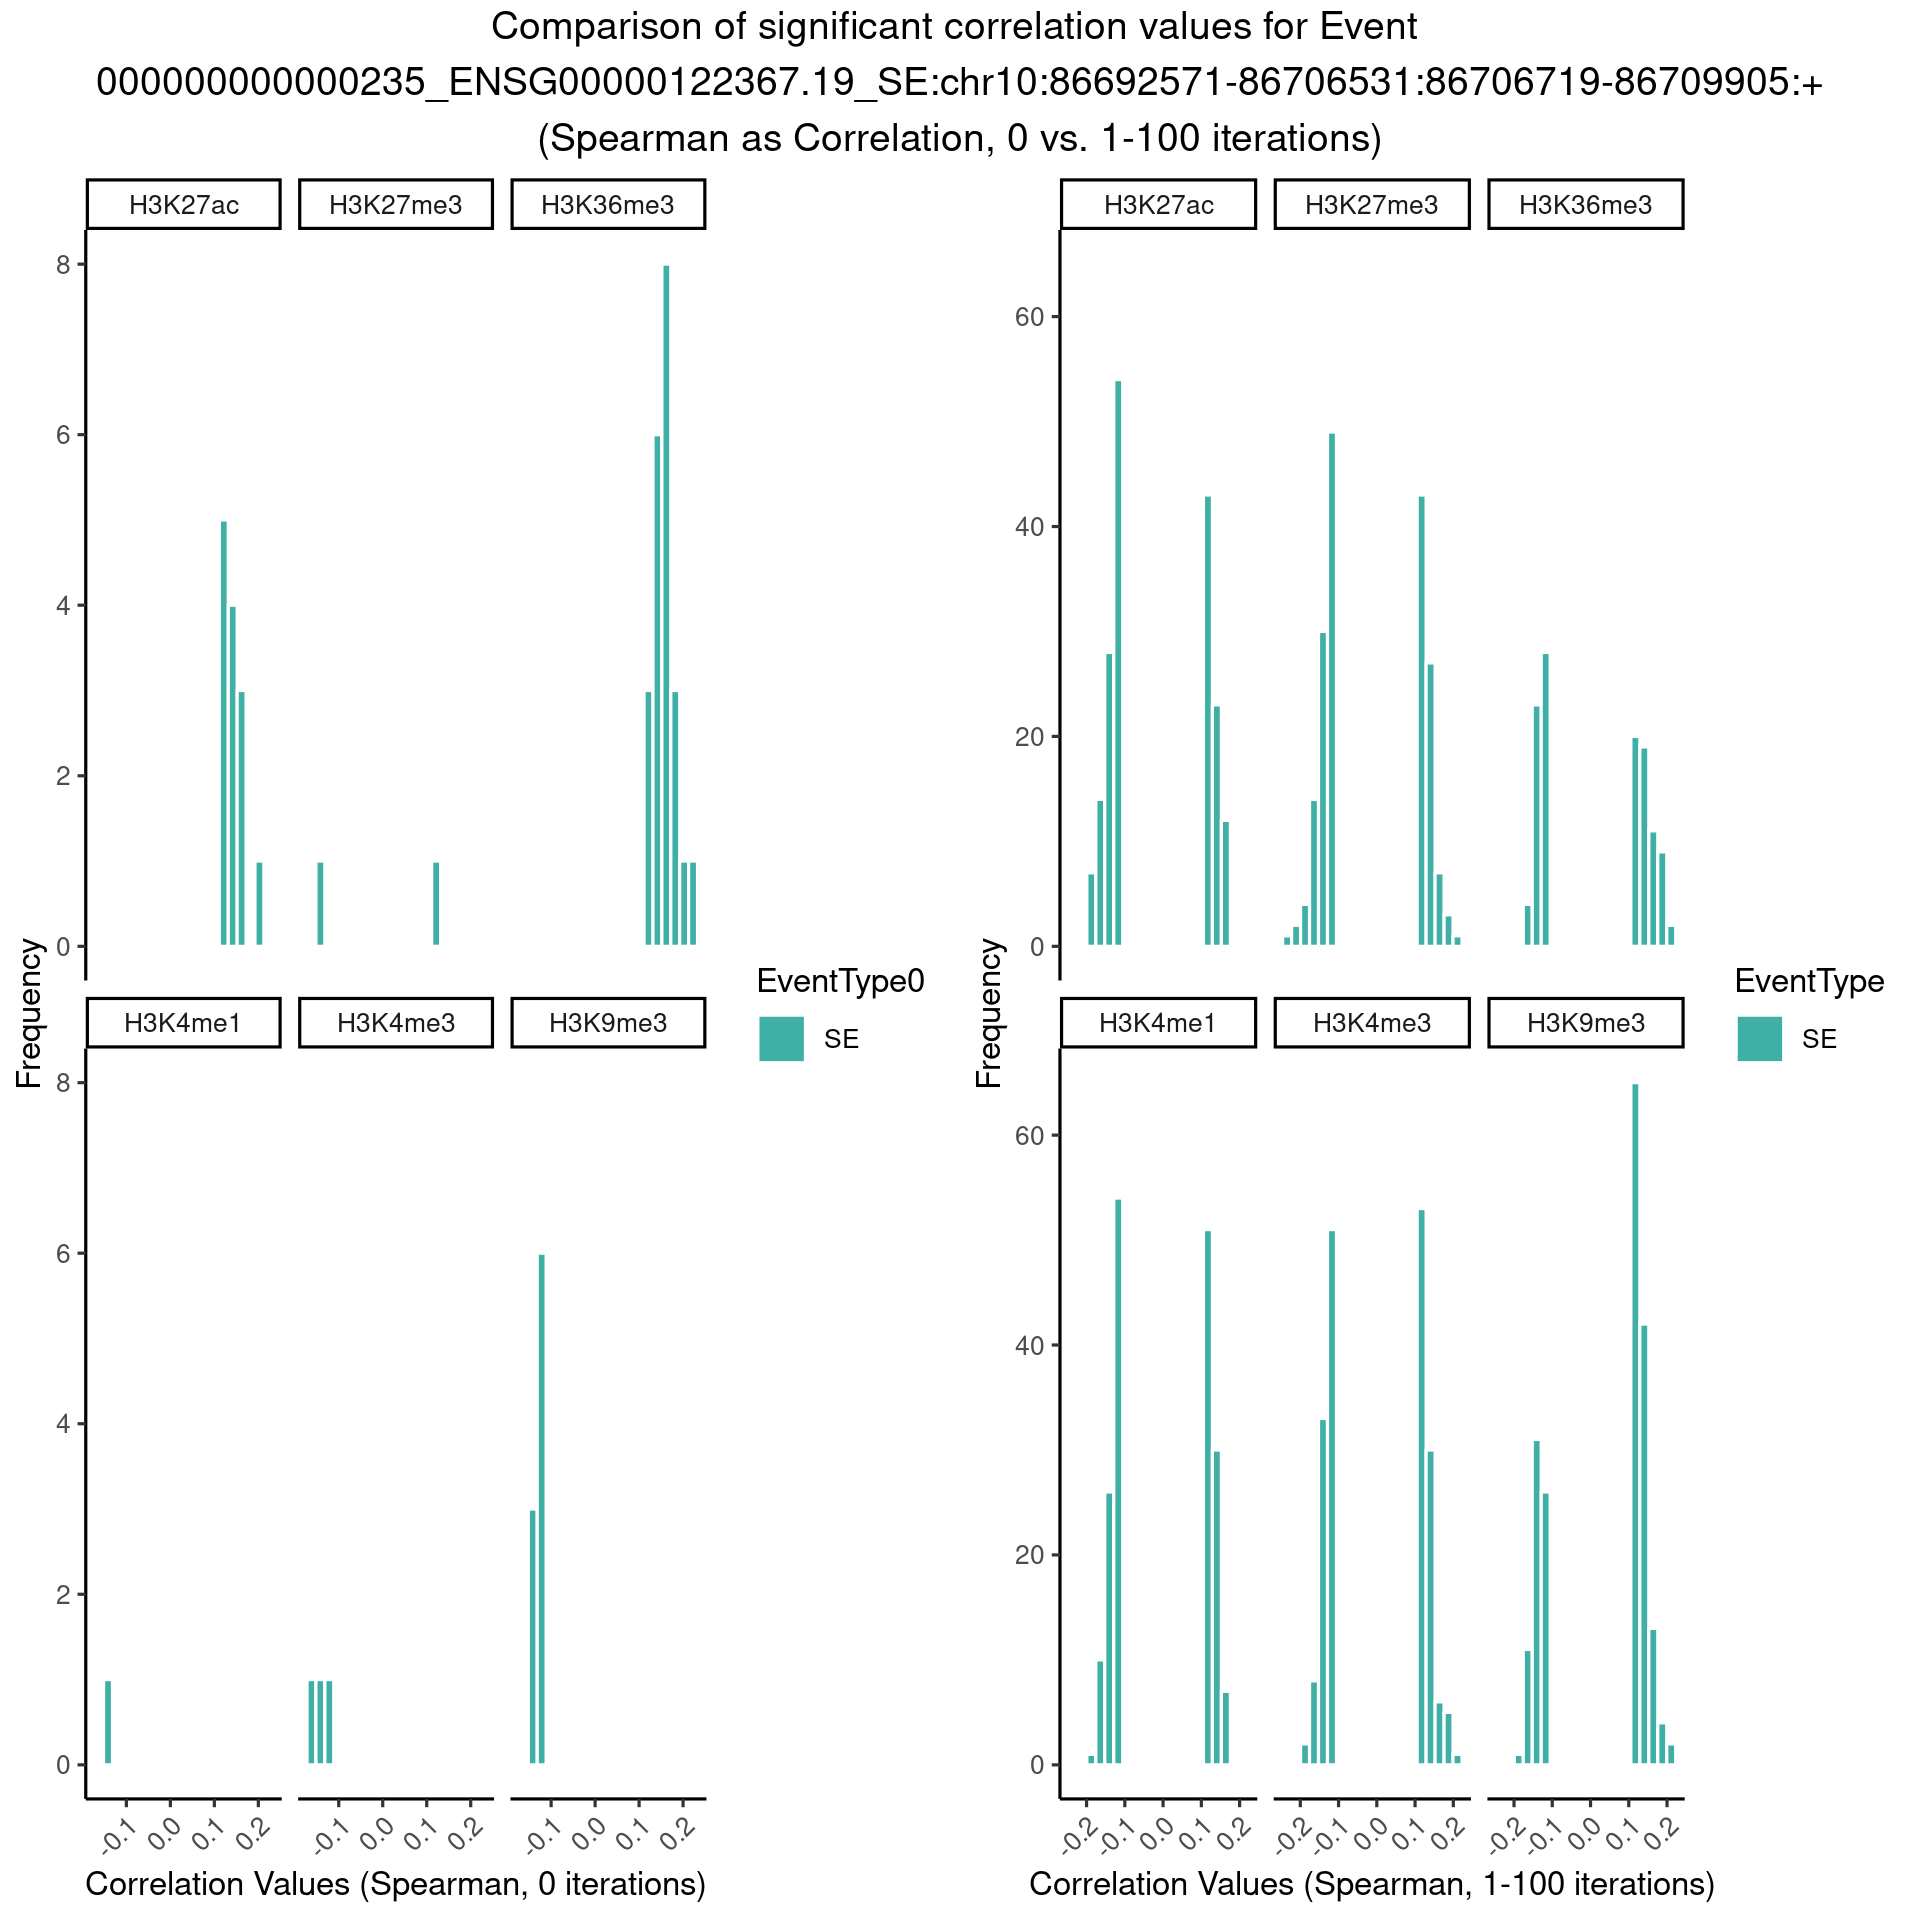 Comparison of significant correlation values for Event
000000000000235_ENSG00000122367.19_SE:chr10:86692571-86706531:86706719-86709905:+
(Spearman as Correlation, 0 vs. 1-100 iterations)
H3K27ac H3K27me3 H3K36me3
8
6
4
2
0
H3K4me1 H3K4me3 H3K9me3
8
6
4
2
0
-0.1 0.0 0.1 0.2 -0.1 0.0 0.1 0.2 -0.1 0.0 0.1 0.2
Frequency
Correlation Values (Spearman, 0 iterations)
EventType0
SE
H3K27ac H3K27me3 H3K36me3
60
40
20
0
H3K4me1 H3K4me3 H3K9me3
60
40
20
0
-0.2 -0.1 0.0 0.1 0.2 -0.2 -0.1 0.0 0.1 0.2 -0.2 -0.1 0.0 0.1 0.2
Frequency
Correlation Values (Spearman, 1-100 iterations)
EventType
SE